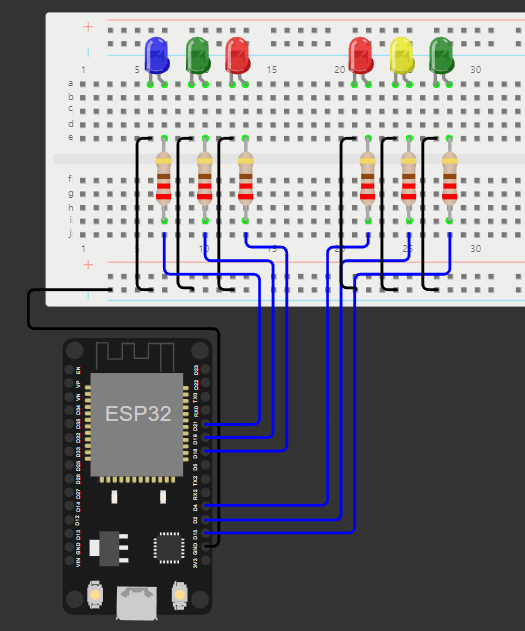 +
1 5 15 20 30
a
b
c
d
e
f
g
h
i
j
1 10 15 20 25 30
+
ESP32
EN
VP
VN
D34
D35
D32
D33
D25
D26
D27
D14
D12
D13
GND
VIN
D23
D22
TX0
RX0
D21
D19
D18
D5
TX2
RX2
D4
D2
D15
GND
3V3